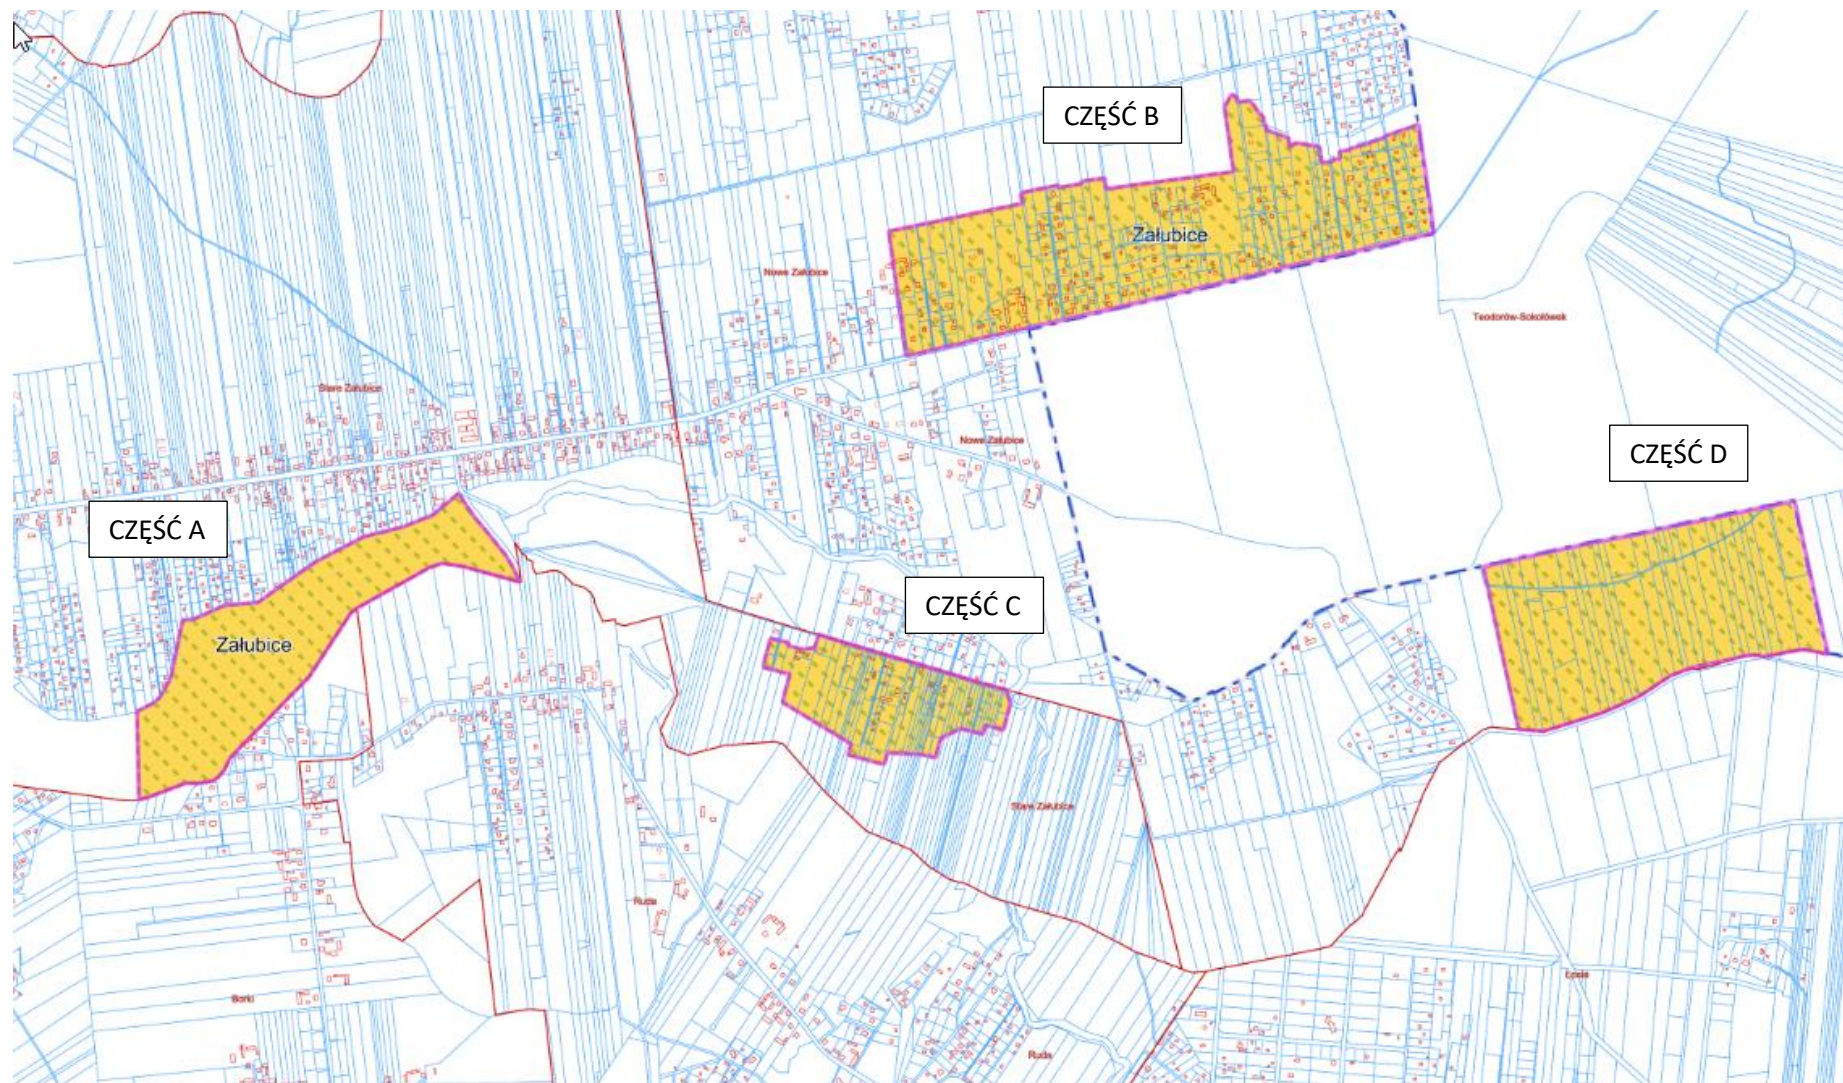 CZĘŚĆ B
Załubice
Nowe Załubice
Teodorów-Sokołówek
Stare Załubice
Nowe Załubice
CZĘŚĆ D
CZĘŚĆ A
CZĘŚĆ C
Załubice
Stare Załubice
Ruda
Borki
Łosie
Ruda